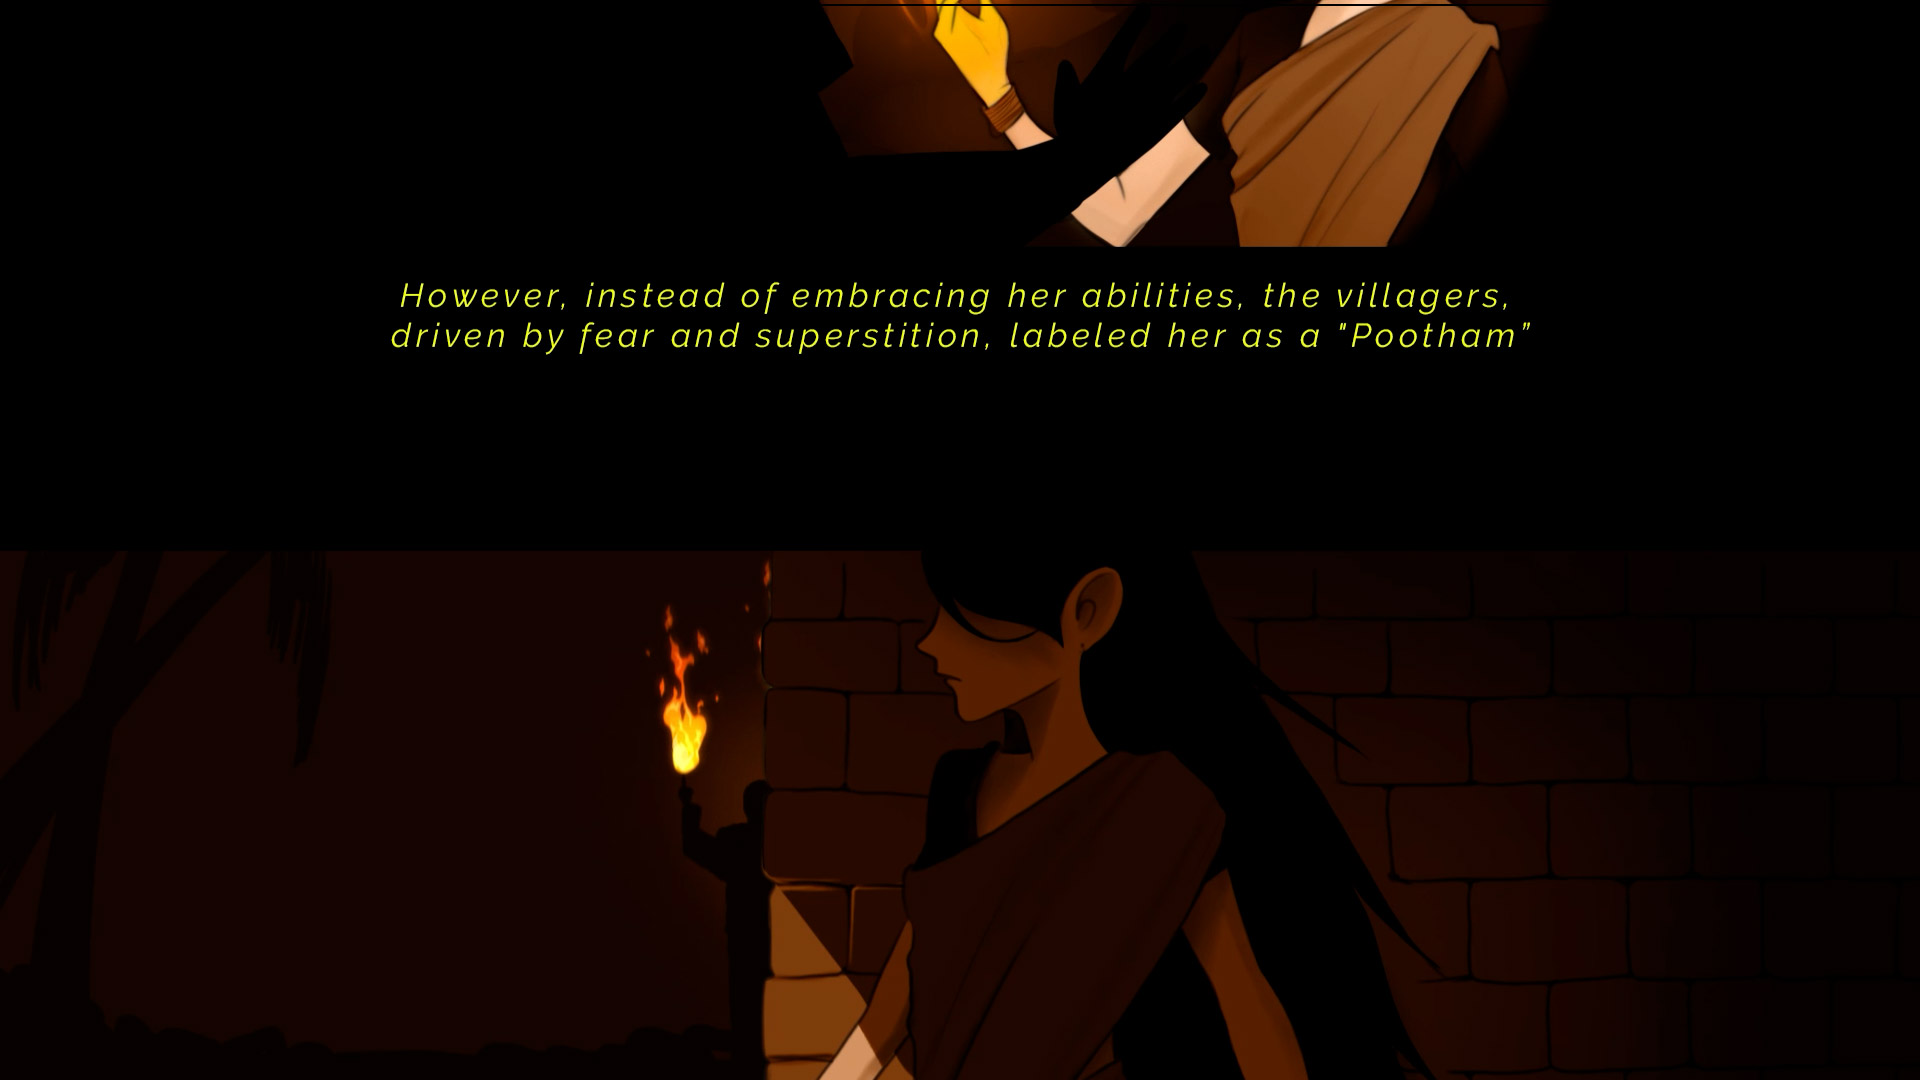 However, instead of embracing her abilities, the villagers,
driven by fear and superstition, labeled her as a "Pootham”